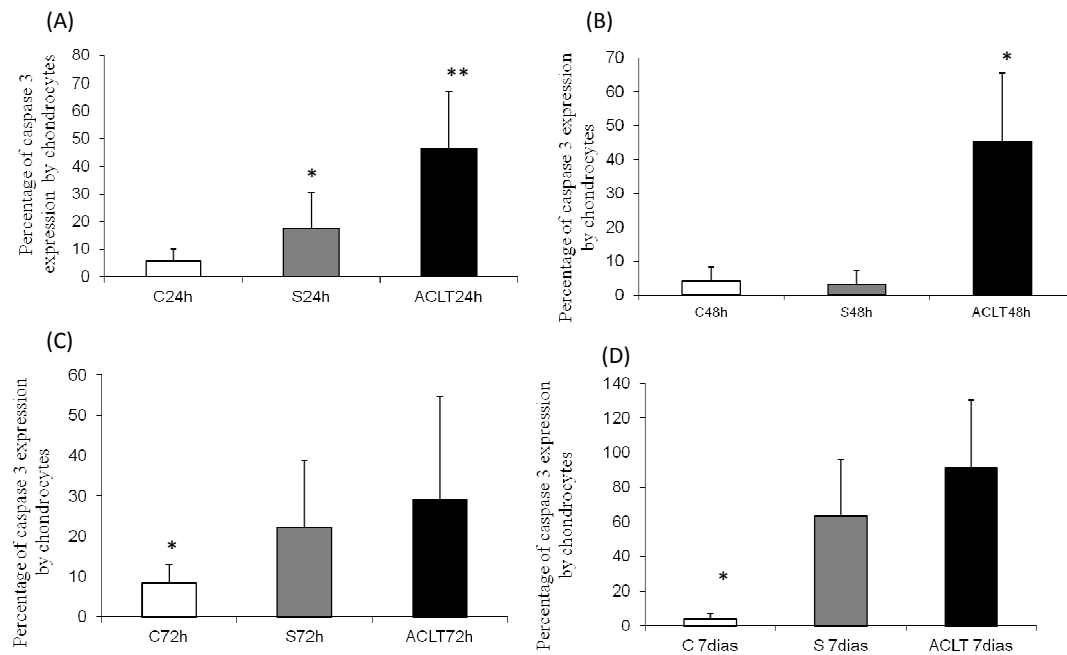 (A)
Percentage of caspase 3
expression by chondrocytes
80
70
60
50
40
30
20
10
0
*
**
C24h S24h ACLT24h
(B)
Percentage of caspase 3 expression
by chondrocytes
70
60
50
40
30
20
10
0
*
C48h S48h ACLT48h
(C)
Percentage of caspase 3 expression
by chondrocytes
60
50
40
30
20
10
0
*
C72h S72h ACLT72h
(D)
Percentage of caspase 3 expression
by chondrocytes
140
120
100
80
60
40
20
0
*
C 7dias S 7dias ACLT 7dias